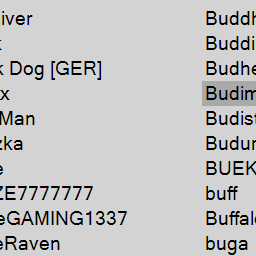 iver Buddh
k Buddi
k Dog [GER] Budhe
x Budim
Man Budist
zka Budur
e BUEK
ZE7777777 buff
eGAMING1337 Buffal
eRaven buga